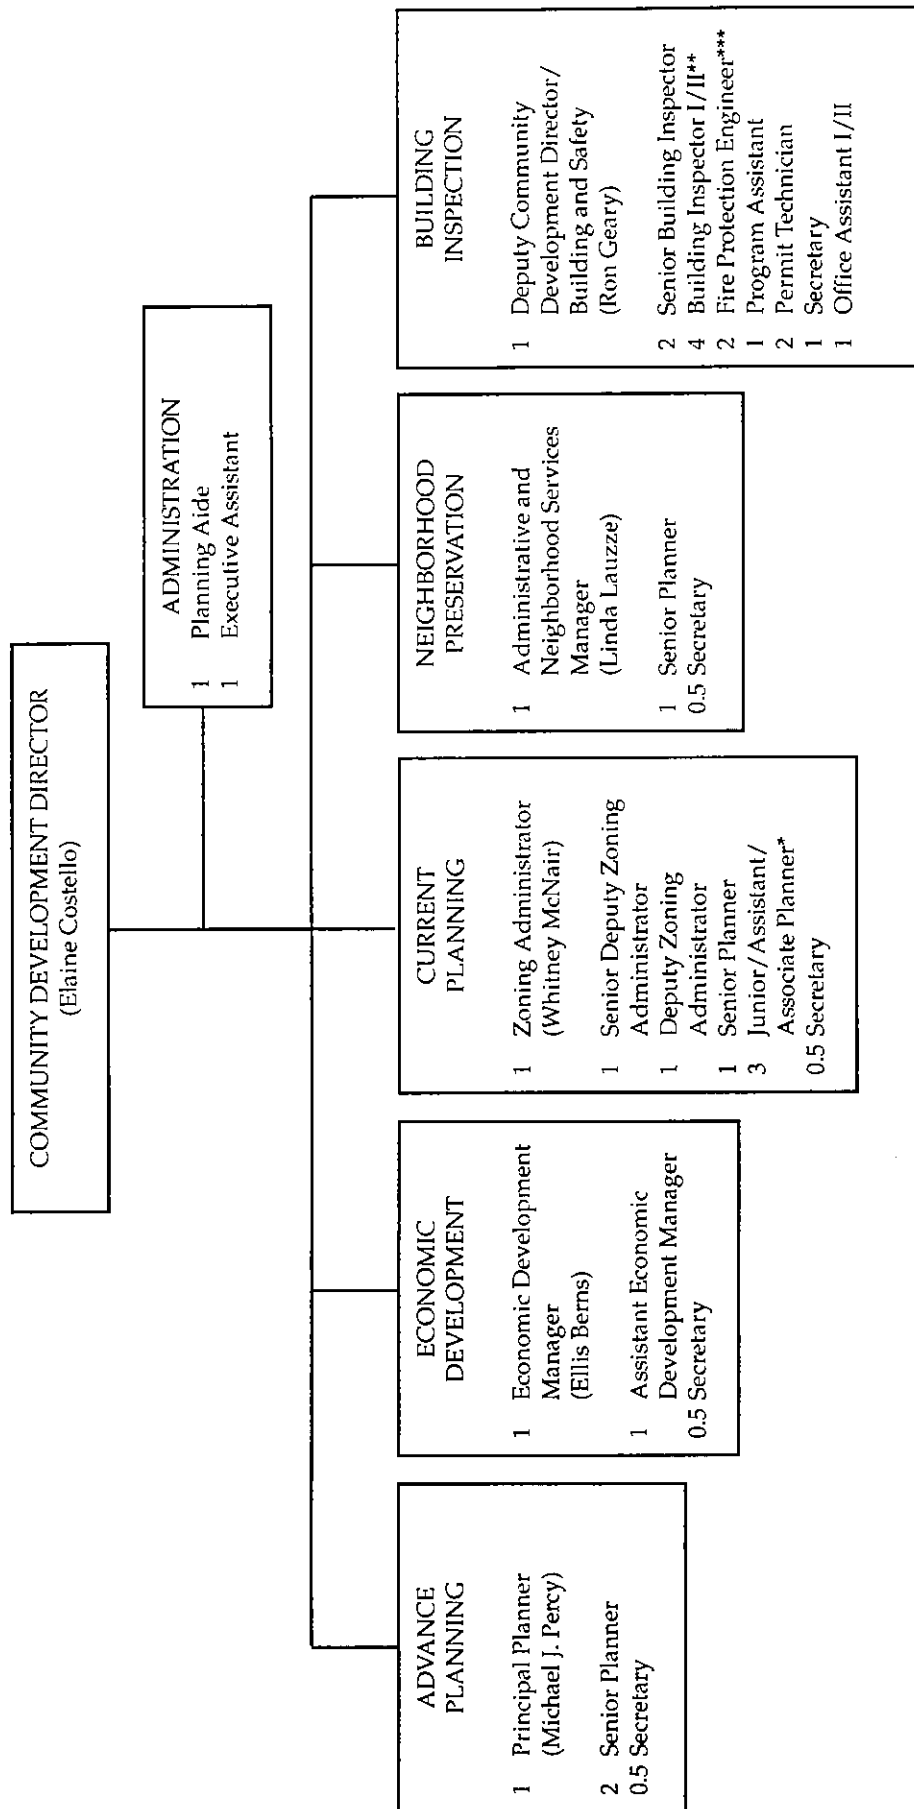 COMMUNITY DEVELOPMENT DIRECTOR
(Elaine Costello)
ADMINISTRATION
1 Planning Aide
1 Executive Assistant
ADVANCE
PLANNING
1 Principal Planner
(Michael J. Percy)
2 Senior Planner
0.5 Secretary
ECONOMIC
DEVELOPMENT
1 Economic Development
Manager
(Ellis Berns)
1 Assistant Economic
Development Manager
0.5 Secretary
CURRENT
PLANNING
1 Zoning Administrator
(Whitney McNair)
1 Senior Deputy Zoning
Administrator
1 Deputy Zoning
Administrator
1 Senior Planner
3 Junior/Assistant/
Associate Planner*
0.5 Secretary
NEIGHBORHOOD
PRESERVATION
1 Administrative and
Neighborhood Services
Manager
(Linda Lauzze)
1 Senior Planner
0.5 Secretary
BUILDING
INSPECTION
1 Deputy Community
Development Director/
Building and Safety
(Ron Geary)
2 Senior Building Inspector
4 Building Inspector I/II**
2 Fire Protection Engineer***
1 Program Assistant
2 Permit Technician
1 Secretary
1 Office Assistant I/II